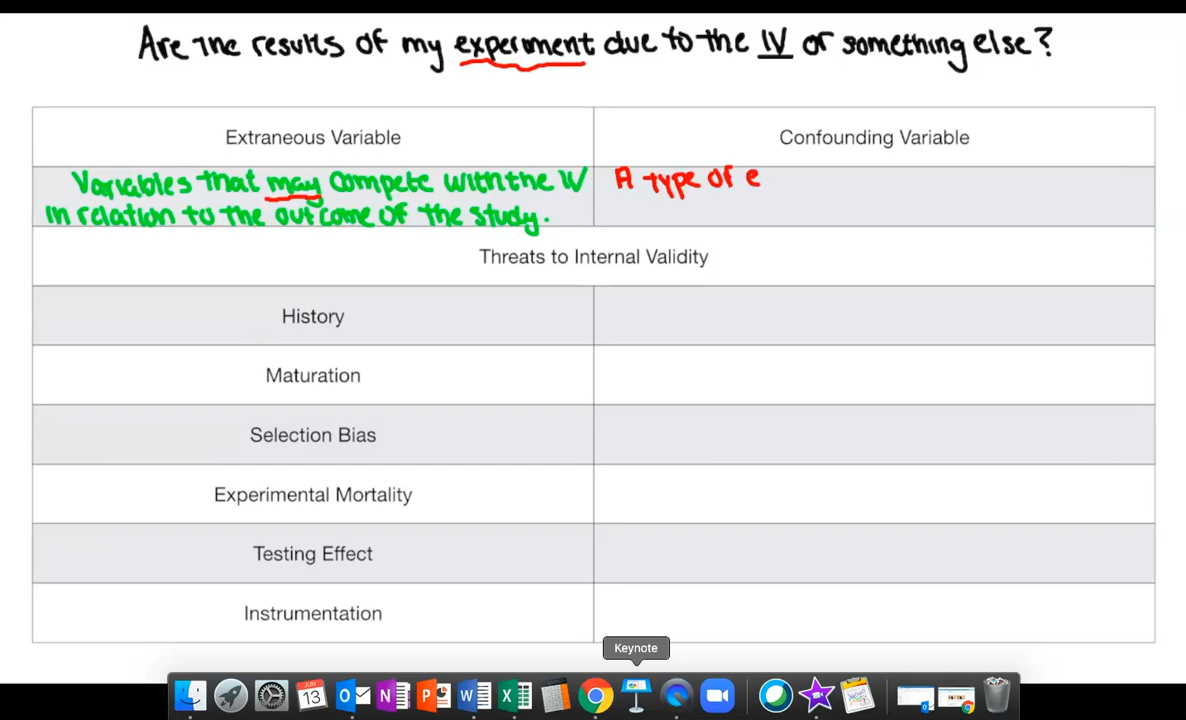 Are the results of my experiment due to the IV or something else?
Extraneous Variable
Confounding Variable
Variables that may compete with the IV
in relation to the outcome of the study.
A type of e
Threats to Internal Validity
History
Maturation
Selection Bias
Experimental Mortality
Testing Effect
Instrumentation
Keynote
JUN
13